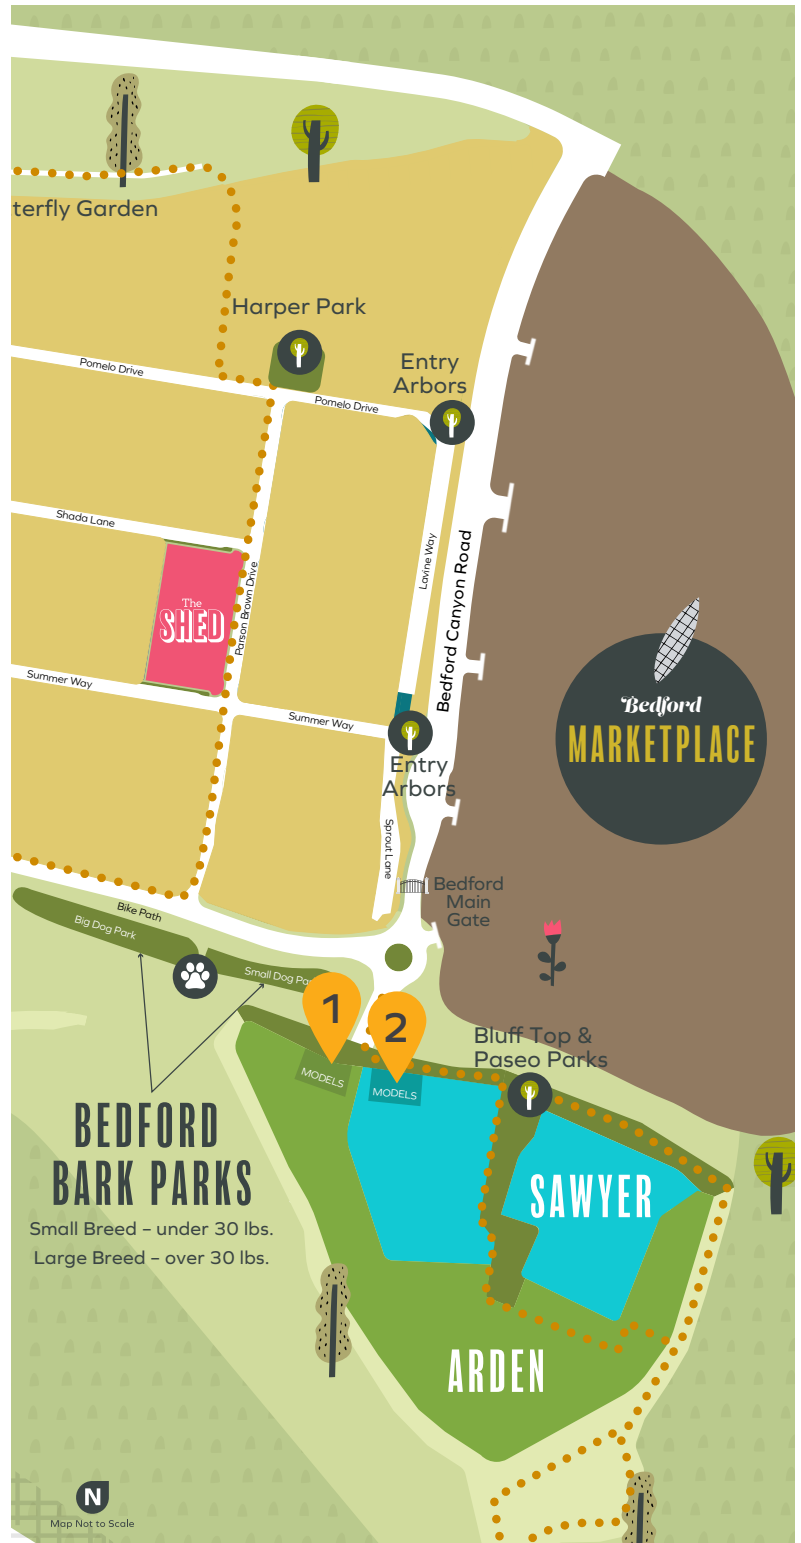 terfly Garden
Harper Park
Entry
Arbors
Pomelo Drive
Pomelo Drive
Shada Lane
Lavine Way
Bedford Canyon Road
Parson Brown Drive
The
SHED
Summer Way
Summer Way
Bedford
MARKETPLACE
Entry
Arbors
Sprout Lane
Bedford
Main
Gate
Bike Path
Big Dog Park
Small Dog Pa
1
2
Bluff Top &
Paseo Parks
MODELS
MODELS
BEDFORD
BARK PARKS
Small Breed – under 30 lbs.
Large Breed – over 30 lbs.
SAWYER
ARDEN
N
Map Not to Scale